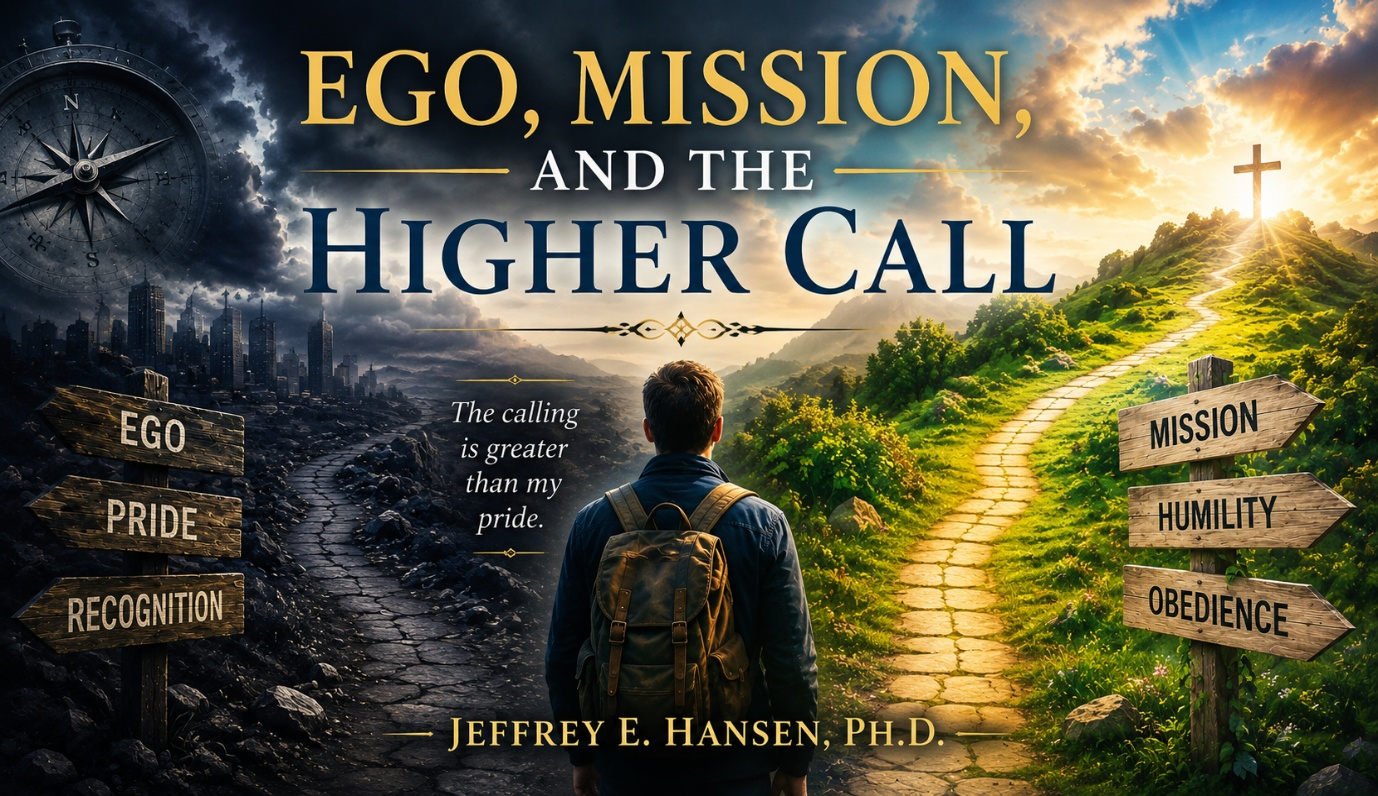 EGO, MISSION,
AND THE
HIGHER CALL
The calling
is greater
than my
pride.
EGO
PRIDE
RECOGNITION
MISSION
HUMILITY
OBEDIENCE
JEFFREY E. HANSEN, PH.D.
N
S